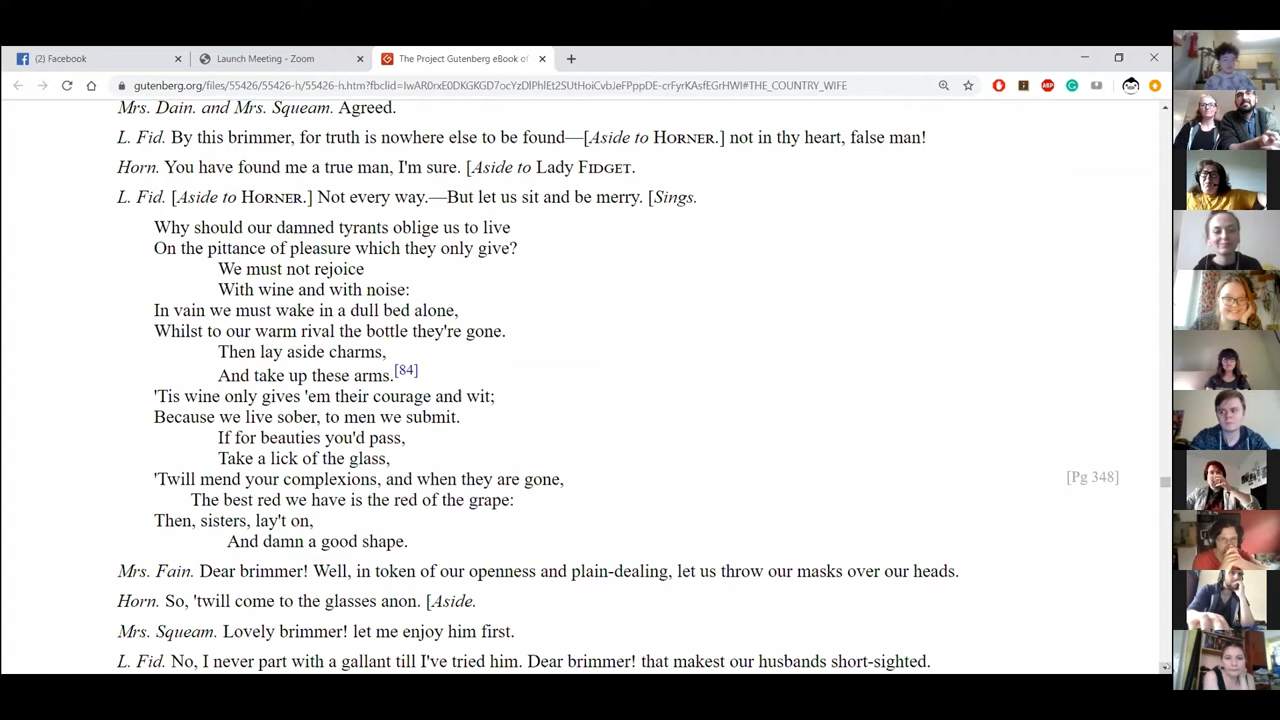 (2) Facebook
Launch Meeting - Zoom
The Project Gutenberg eBook of
gutenberg.org/files/55426/55426-h/55426-h.htm?fbclid=IwAR0rxE0DKGKGD7ocYzDlPhlEt2SUtHoiCvbJeFPppDE-crFyrKAsfEGrHWI#THE_COUNTRY_WIFE
Mrs. Dain. and Mrs. Squeam. Agreed.
L. Fid. By this brimmer, for truth is nowhere else to be found—[Aside to HORNER.] not in thy heart, false man!
Horn. You have found me a true man, I'm sure. [Aside to Lady FIDGET.
L. Fid. [Aside to HORNER.] Not every way.—But let us sit and be merry. [Sings.
Why should our damned tyrants oblige us to live
On the pittance of pleasure which they only give?
We must not rejoice
With wine and with noise:
In vain we must wake in a dull bed alone,
Whilst to our warm rival the bottle they're gone.
Then lay aside charms,
And take up these arms.[84]
'Tis wine only gives 'em their courage and wit;
Because we live sober, to men we submit.
If for beauties you'd pass,
Take a lick of the glass,
'Twill mend your complexions, and when they are gone,
[Pg 348]
The best red we have is the red of the grape:
Then, sisters, lay't on,
And damn a good shape.
Mrs. Fain. Dear brimmer! Well, in token of our openness and plain-dealing, let us throw our masks over our heads.
Horn. So, 'twill come to the glasses anon. [Aside.
Mrs. Squeam. Lovely brimmer! let me enjoy him first.
L. Fid. No, I never part with a gallant till I've tried him. Dear brimmer! that makest our husbands short-sighted.